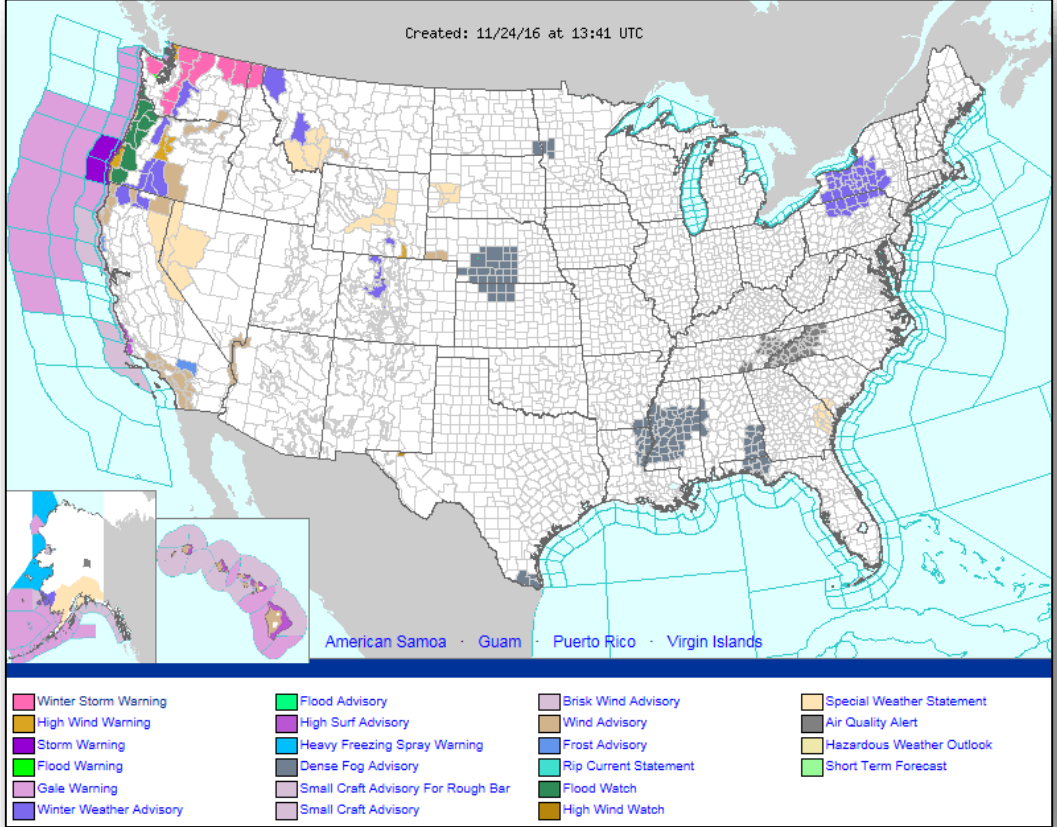 Created: 11/24/16 at 13:41 UTC
American Samoa · Guam · Puerto Rico · Virgin Islands
Winter Storm Warning
High Wind Warning
Storm Warning
Flood Warning
Gale Warning
Winter Weather Advisory
Flood Advisory
High Surf Advisory
Heavy Freezing Spray Warning
Dense Fog Advisory
Small Craft Advisory For Rough Bar
Small Craft Advisory
Brisk Wind Advisory
Wind Advisory
Frost Advisory
Rip Current Statement
Flood Watch
High Wind Watch
Special Weather Statement
Air Quality Alert
Hazardous Weather Outlook
Short Term Forecast